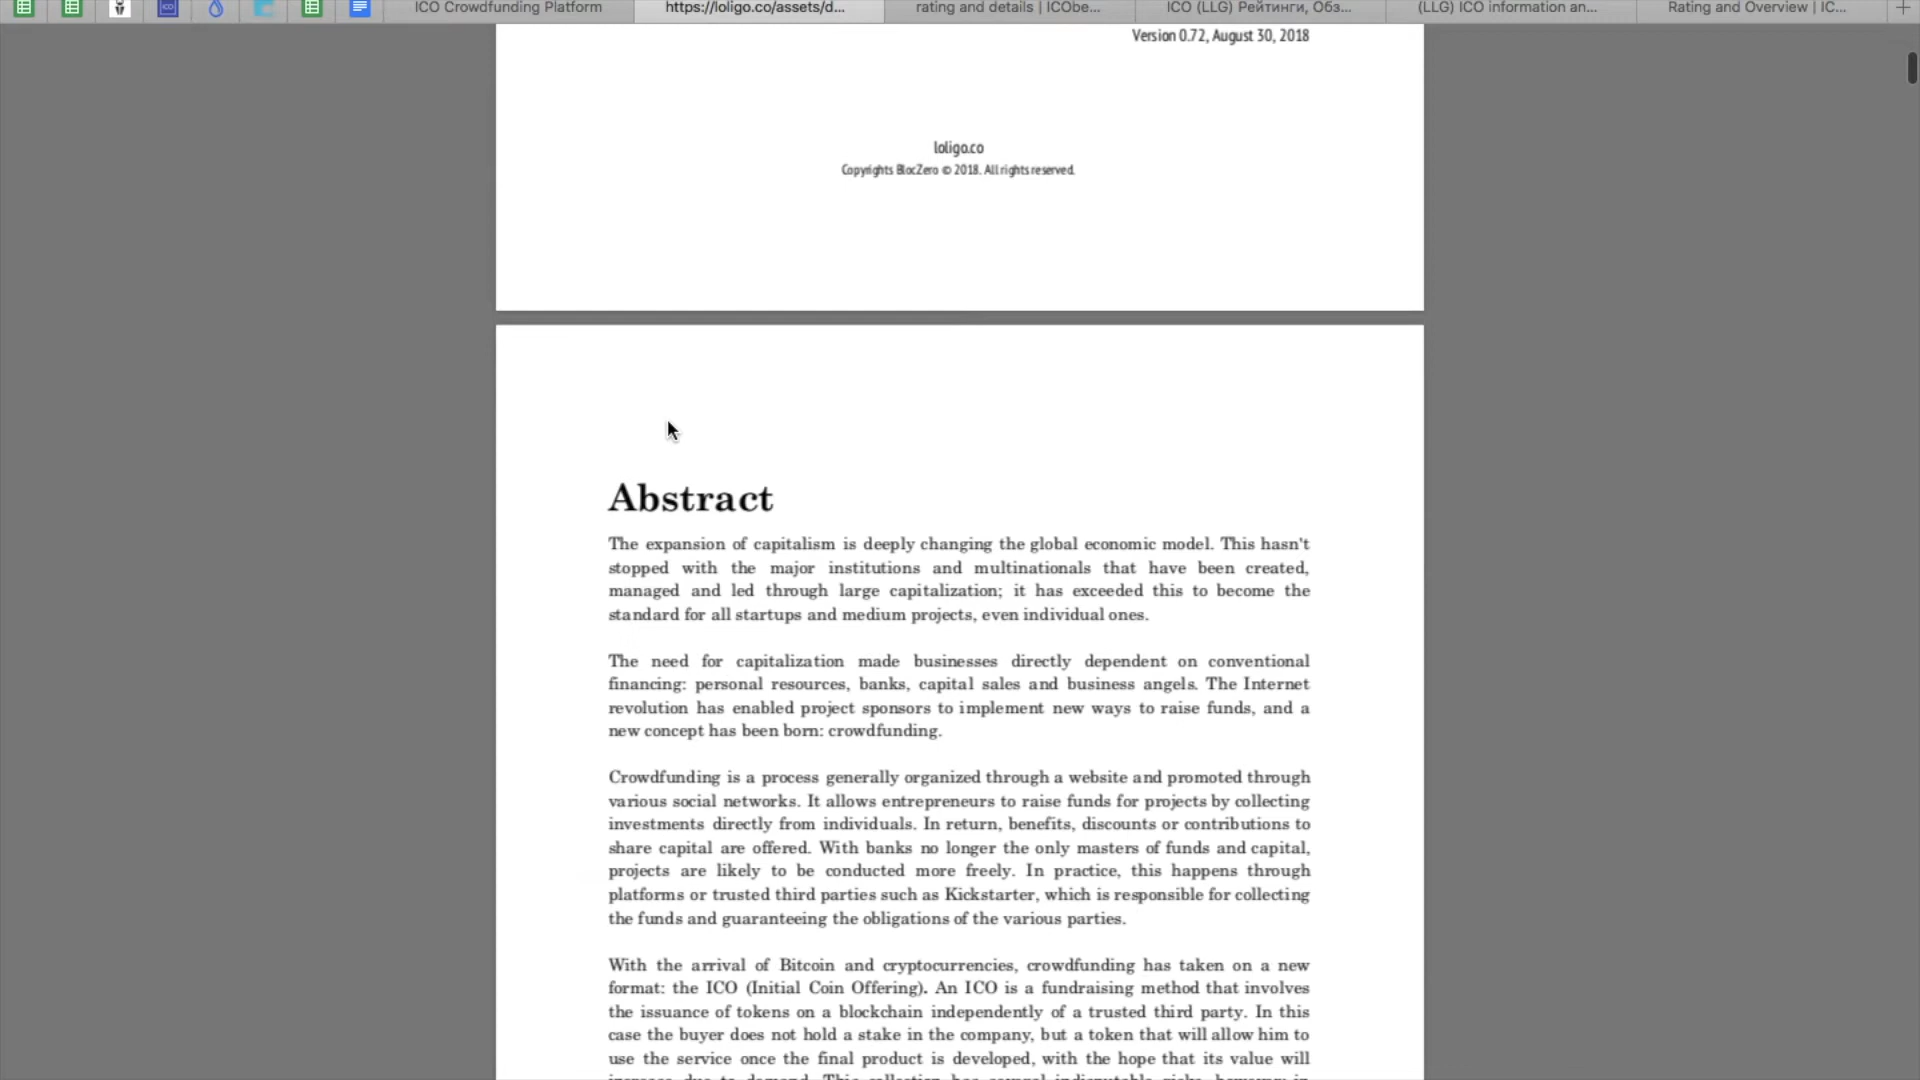 ICO Crowdfunding Platform
https://loligo.co/assets/d...
rating and details | ICObe...
ICO (LLG) Рейтинги, Обз...
(LLG) ICO information an...
Rating and Overview | IC...
Version 0.72, August 30, 2018
loligo.co
Copyrights BlocZero © 2018. All rights reserved.
Abstract
The expansion of capitalism is deeply changing the global economic model. This hasn't
stopped with the major institutions and multinationals that have been created,
managed and led through large capitalization; it has exceeded this to become the
standard for all startups and medium projects, even individual ones.
The need for capitalization made businesses directly dependent on conventional
financing: personal resources, banks, capital sales and business angels. The Internet
revolution has enabled project sponsors to implement new ways to raise funds, and a
new concept has been born: crowdfunding.
Crowdfunding is a process generally organized through a website and promoted through
various social networks. It allows entrepreneurs to raise funds for projects by collecting
investments directly from individuals. In return, benefits, discounts or contributions to
share capital are offered. With banks no longer the only masters of funds and capital,
projects are likely to be conducted more freely. In practice, this happens through
platforms or trusted third parties such as Kickstarter, which is responsible for collecting
the funds and guaranteeing the obligations of the various parties.
With the arrival of Bitcoin and cryptocurrencies, crowdfunding has taken on a new
format: the ICO (Initial Coin Offering). An ICO is a fundraising method that involves
the issuance of tokens on a blockchain independently of a trusted third party. In this
case the buyer does not hold a stake in the company, but a token that will allow him to
use the service once the final product is developed, with the hope that its value will